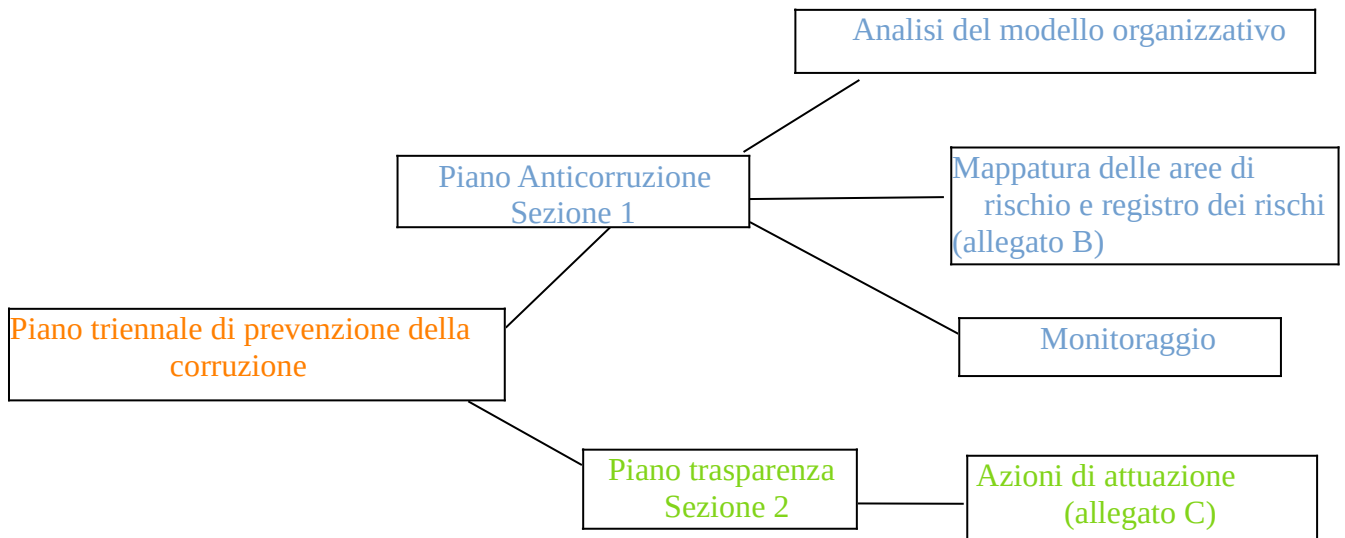 Analisi del modello organizzativo
Piano Anticorruzione
Sezione 1
Mappatura delle aree di
rischio e registro dei rischi
(allegato B)
Piano triennale di prevenzione della
corruzione
Monitoraggio
Piano trasparenza
Sezione 2
Azioni di attuazione
(allegato C)